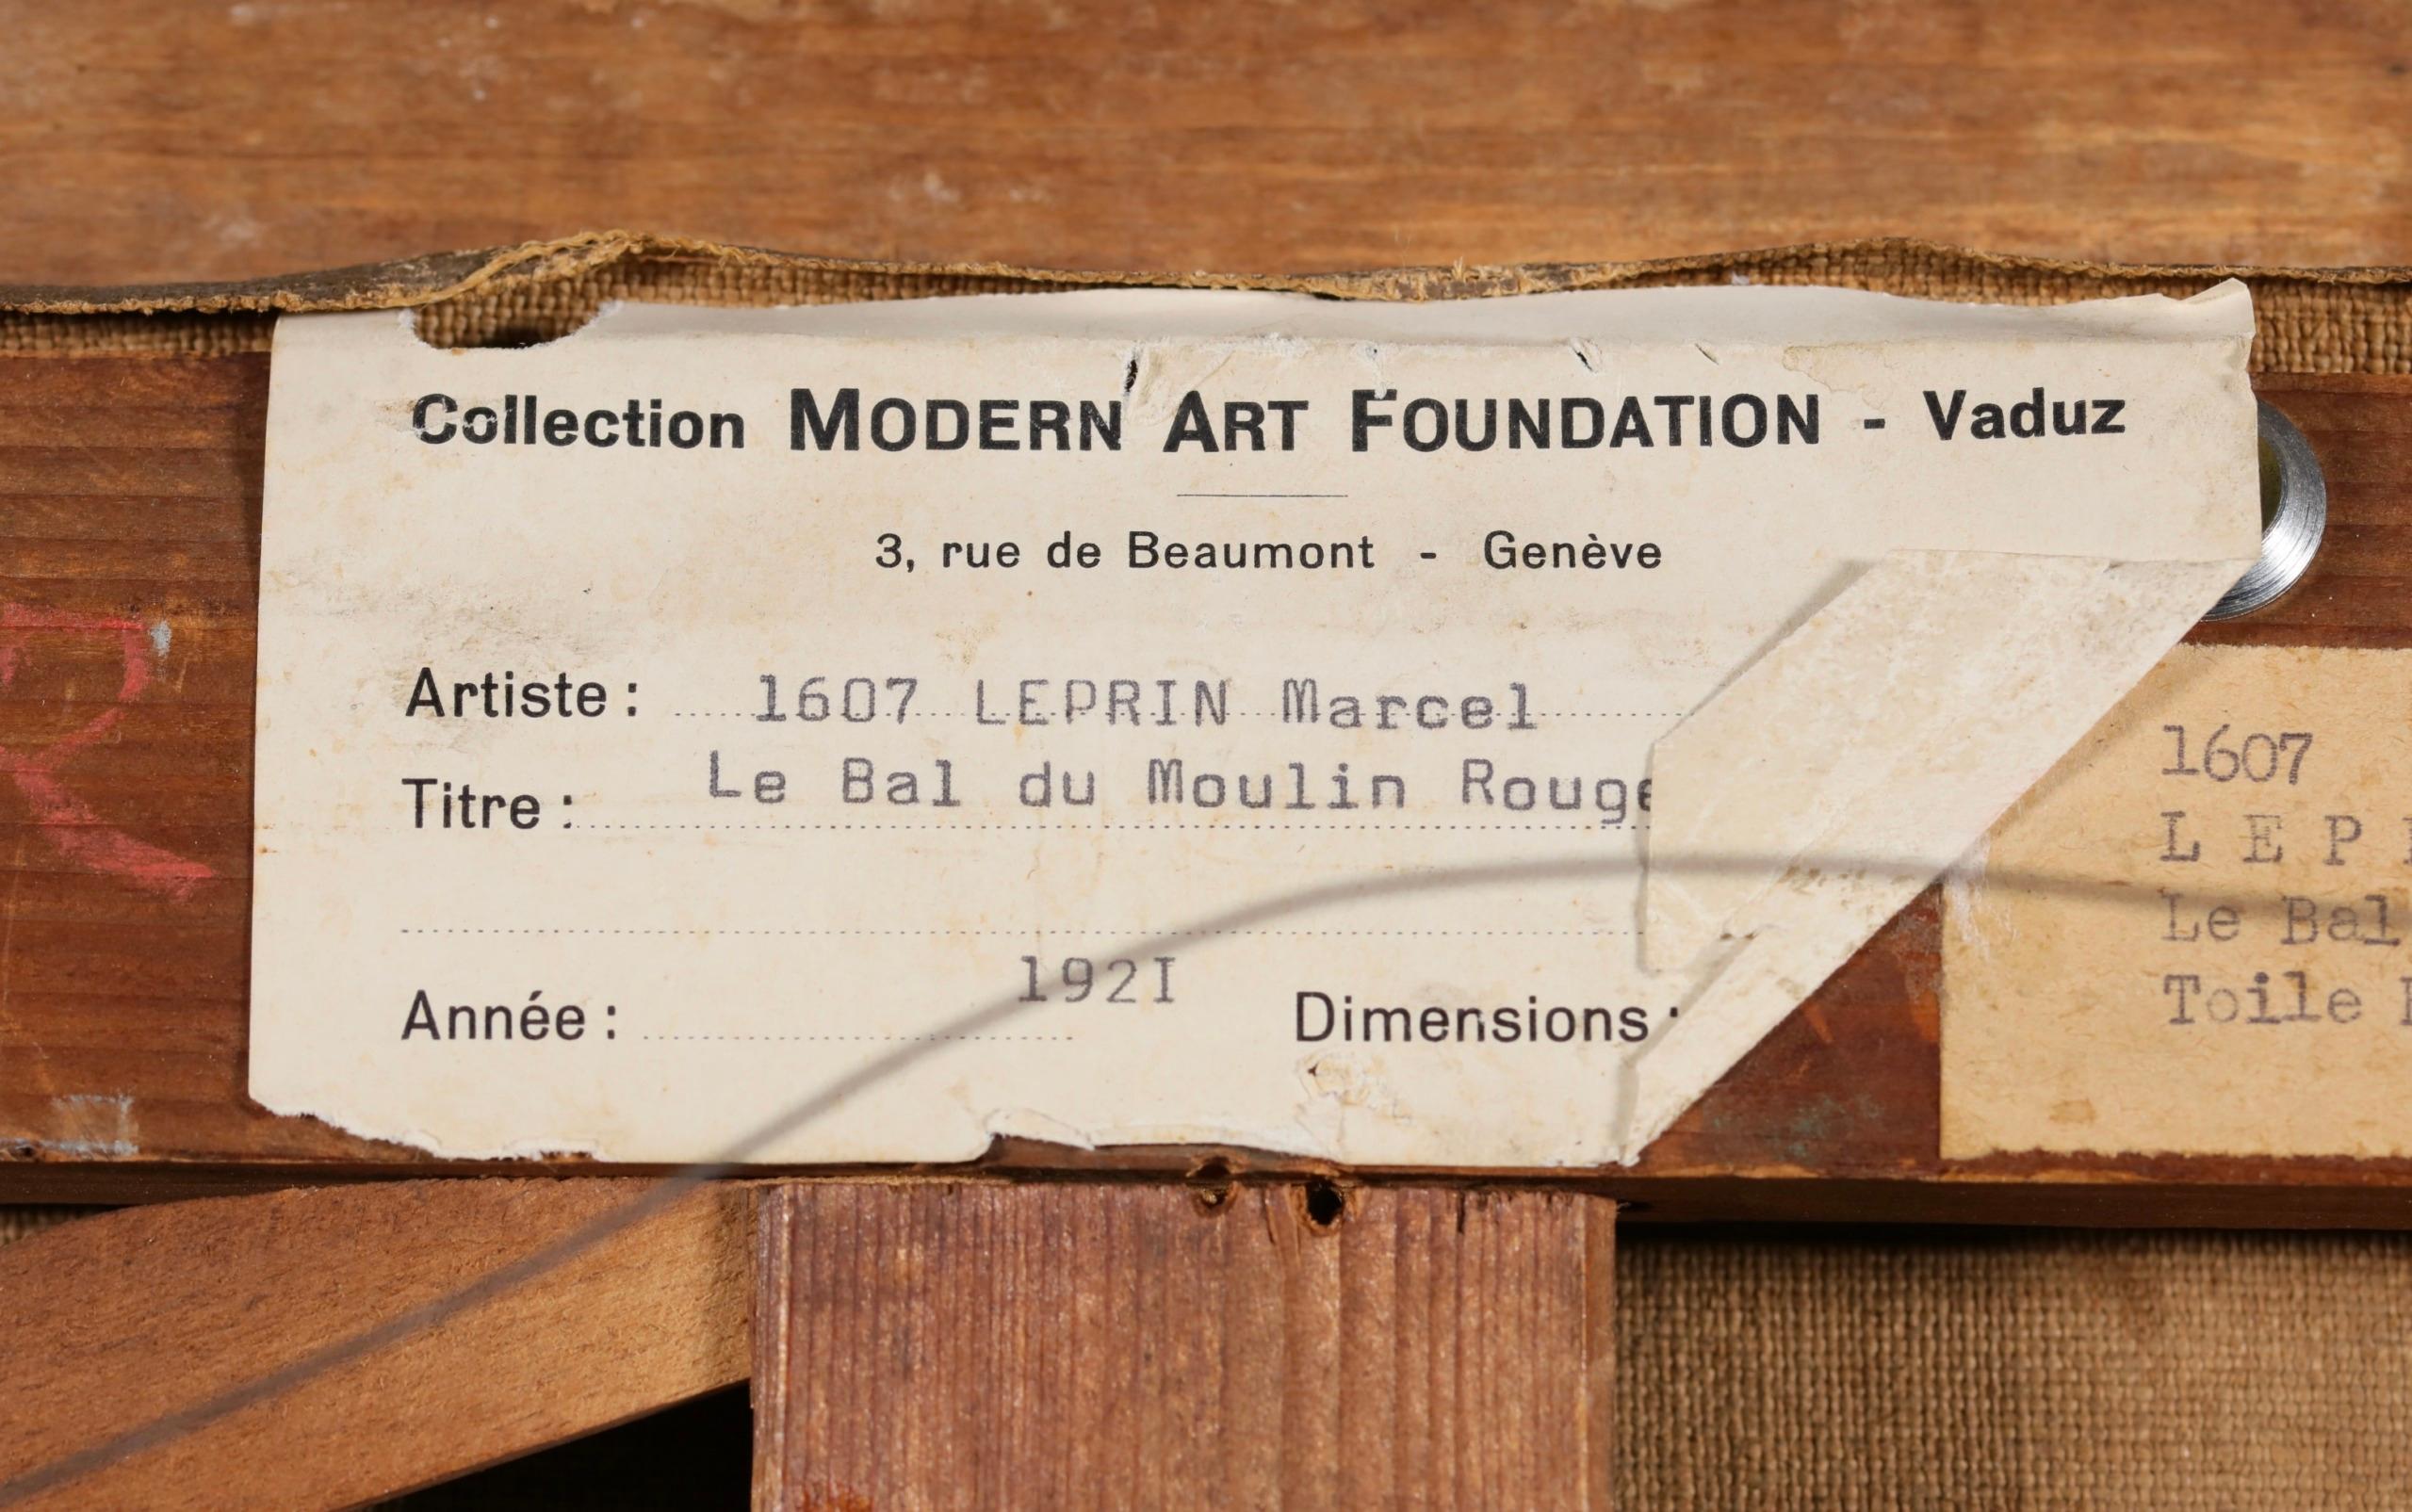 Collection MODERN ART FOUNDATION - Vaduz
3, rue de Beaumont - Genève
Artiste : 1607 LEPRIN Marcel
Titre : Le Bal du Moulin Rouge
Année : 192I
Dimensions :
1607
L E P
Le Bal
Toile